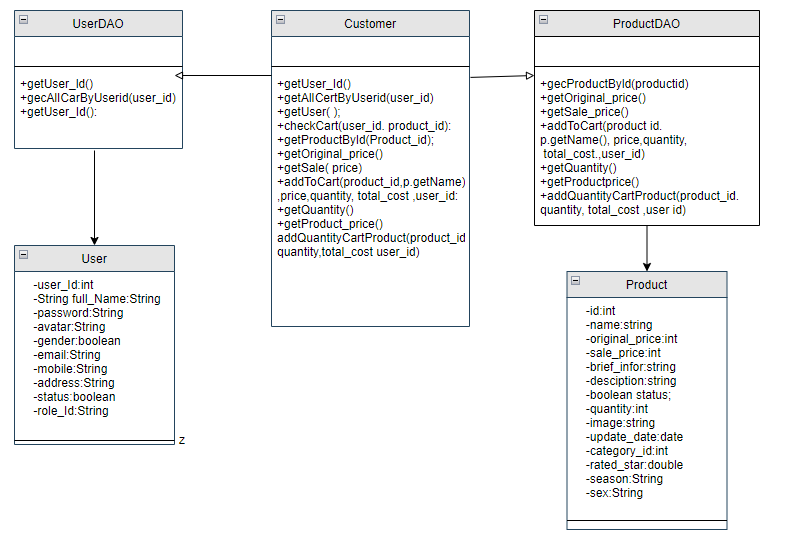 UserDAO
+getUser_Id()
+gecAllCarByUserid(user_id)
+getUser_Id():
Customer
+getUser_Id()
+getAllCertByUserid(user_id)
+getUser( );
+checkCart(user_id. product_id):
+getProductById(Product_id);
+getOriginal_price()
+getSale( price)
+addToCart(product_id,p.getName)
,price,quantity, total_cost ,user_id:
+getQuantity()
+getProduct_price()
addQuantityCartProduct(product_id
quantity,total_cost user_id)
ProductDAO
+gecProductById(productid)
+getOriginal_price()
+getSale_price()
+addToCart(product id.
p.getName(), price,quantity,
total_cost.,user_id)
+getQuantity()
+getProductprice()
+addQuantityCartProduct(product_id.
quantity, total_cost ,user id)
User
-user_Id:int
-String full_Name:String
-password:String
-avatar:String
-gender:boolean
-email:String
-mobile:String
-address:String
-status:boolean
-role_Id:String
z
Product
-id:int
-name:string
-original_price:int
-sale_price:int
-brief_infor:string
-desciption:string
-boolean status;
-quantity:int
-image:string
-update_date:date
-category_id:int
-rated_star:double
-season:String
-sex:String